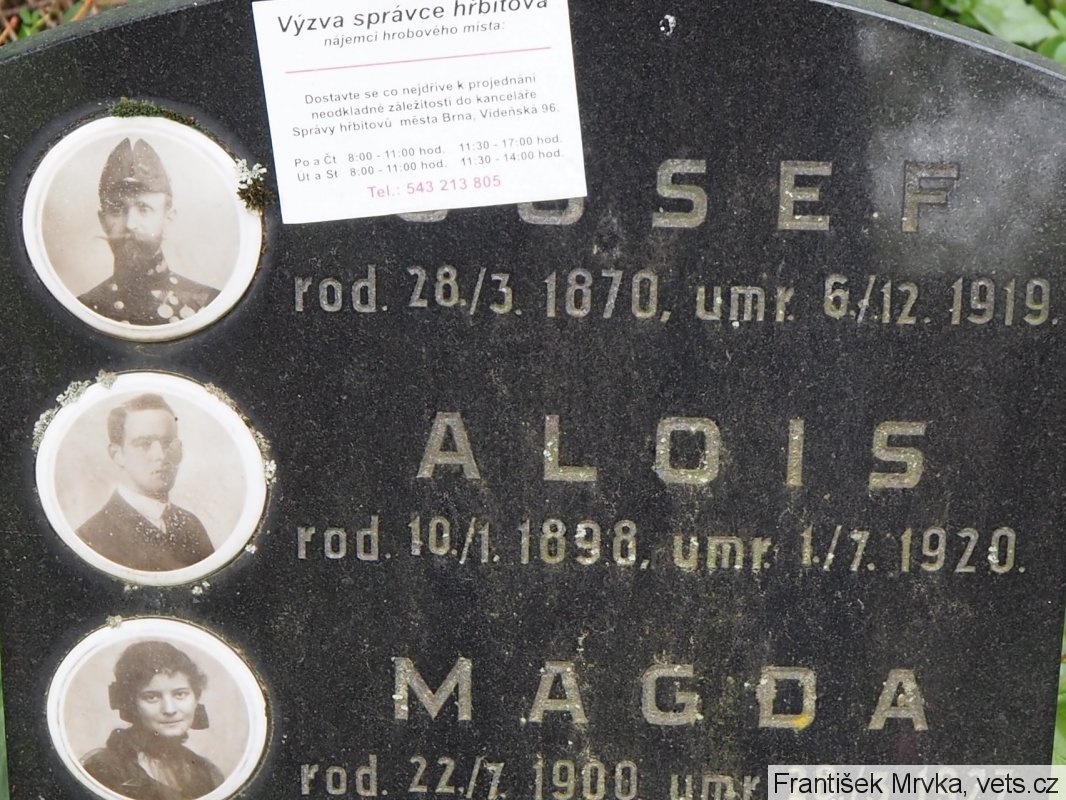 Výzva správce hřbitova
nájemci hrobového místa:
Dostavte se co nejdříve k projednání
neodkladné záležitosti do kanceláře
Správy hřbitovů města Brna, Vídeňská 96.
Po a Čt 8:00 - 11:00 hod. 11:30 - 17:00 hod.
Út a St 8:00 - 11:00 hod. 11:30 - 14:00 hod.
Tel.: 543 213 805
JOSEF
rod. 28./3. 1870, umr. 6./12. 1919.
ALOIS
rod. 10./1. 1898, umr. 1./7. 1920.
MAGDA
rod. 22./7. 1900, umr.
František Mrvka, vets.cz